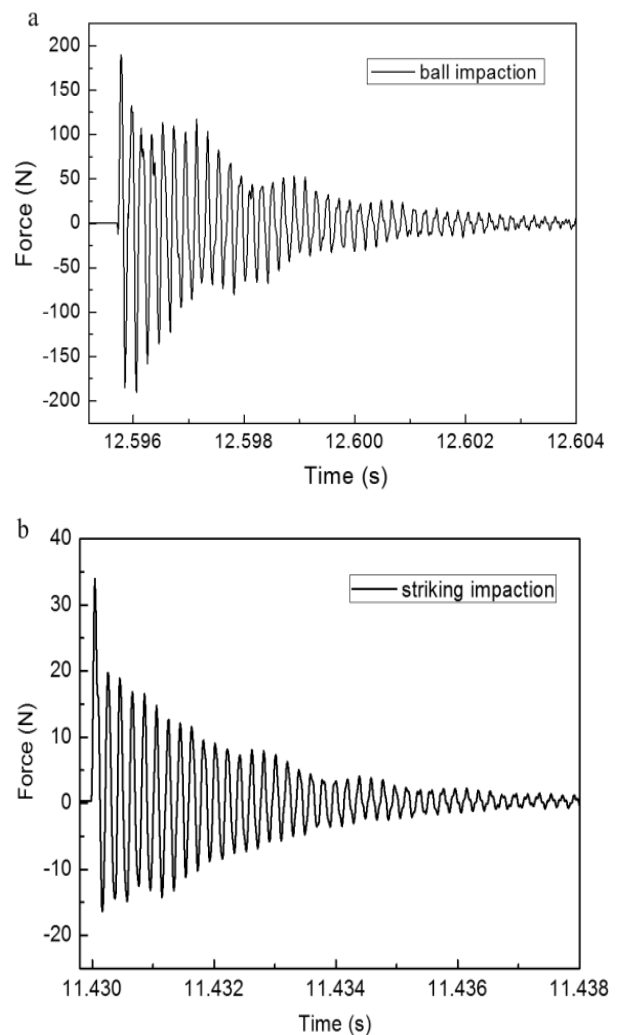 a
200
150
100
50
0
-50
-100
-150
-200
Force (N)
ball impaction
12.596 12.598 12.600 12.602 12.604
Time (s)
b
40
30
20
10
0
-10
-20
Force (N)
striking impaction
11.430 11.432 11.434 11.436 11.438
Time (s)